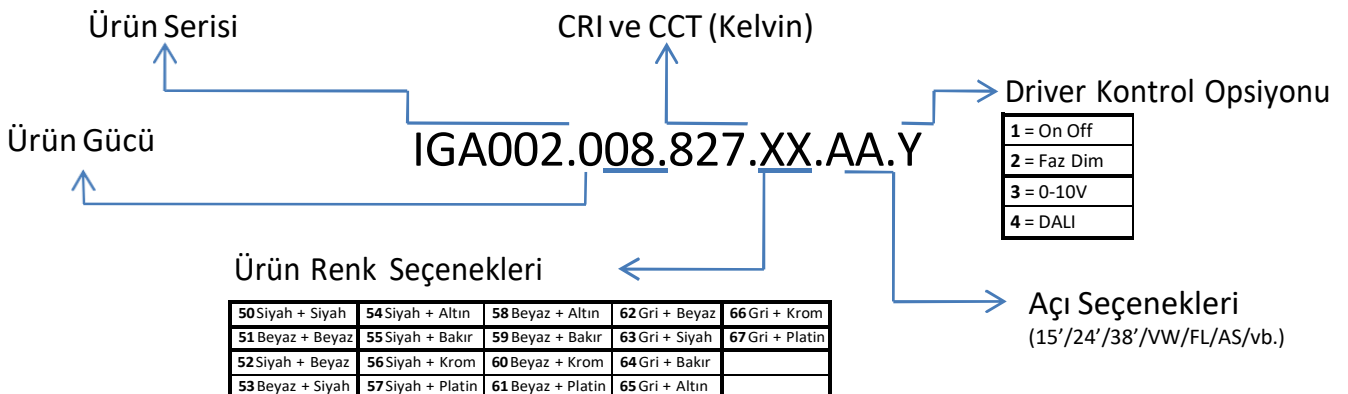 Ürün Serisi
CRI ve CCT (Kelvin)
Driver Kontrol Opsiyonu
1 = On Off
2 = Faz Dim
3 = 0-10V
4 = DALI
Ürün Gücü
IGA002.008.827.XX.AA.Y
Ürün Renk Seçenekleri
50 Siyah + Siyah 54 Siyah + Altın 58 Beyaz + Altın 62 Gri + Beyaz 66 Gri + Krom
51 Beyaz + Beyaz 55 Siyah + Bakır 59 Beyaz + Bakır 63 Gri + Siyah 67 Gri + Platin
52 Siyah + Beyaz 56 Siyah + Krom 60 Beyaz + Krom 64 Gri + Bakır
53 Beyaz + Siyah 57 Siyah + Platin 61 Beyaz + Platin 65 Gri + Altın
Açı Seçenekleri
(15’/24’/38’/VW/FL/AS/vb.)